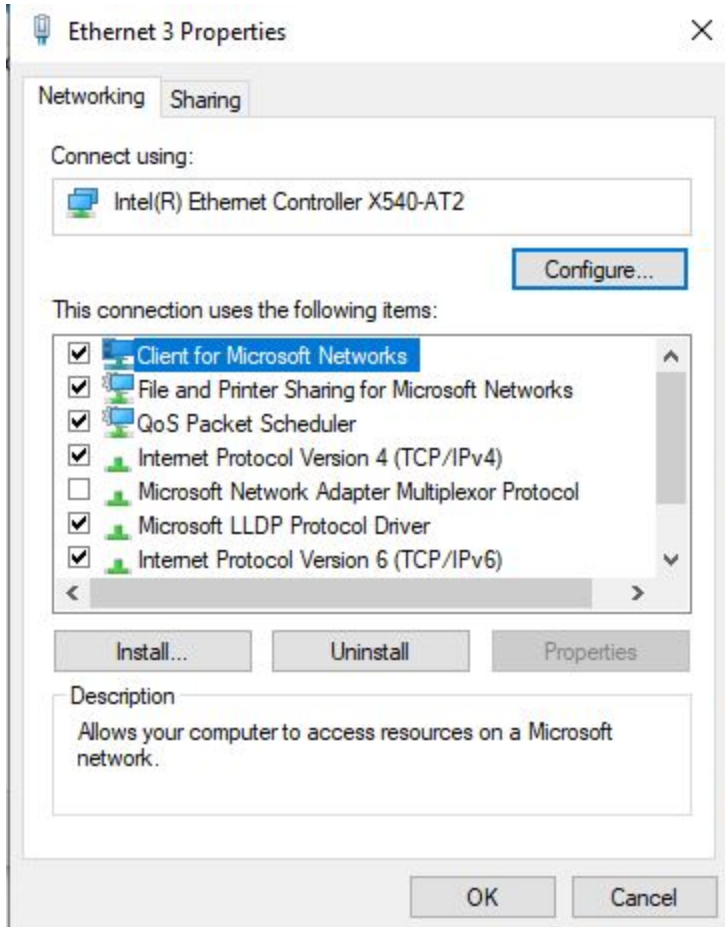 Ethernet 3 Properties
Networking
Sharing
Connect using:
Intel(R) Ethernet Controller X540-AT2
Configure...
This connection uses the following items:
Client for Microsoft Networks
File and Printer Sharing for Microsoft Networks
QoS Packet Scheduler
Internet Protocol Version 4 (TCP/IPv4)
Microsoft Network Adapter Multiplexor Protocol
Microsoft LLDP Protocol Driver
Internet Protocol Version 6 (TCP/IPv6)
Install...
Uninstall
Properties
Description
Allows your computer to access resources on a Microsoft
network.
OK
Cancel